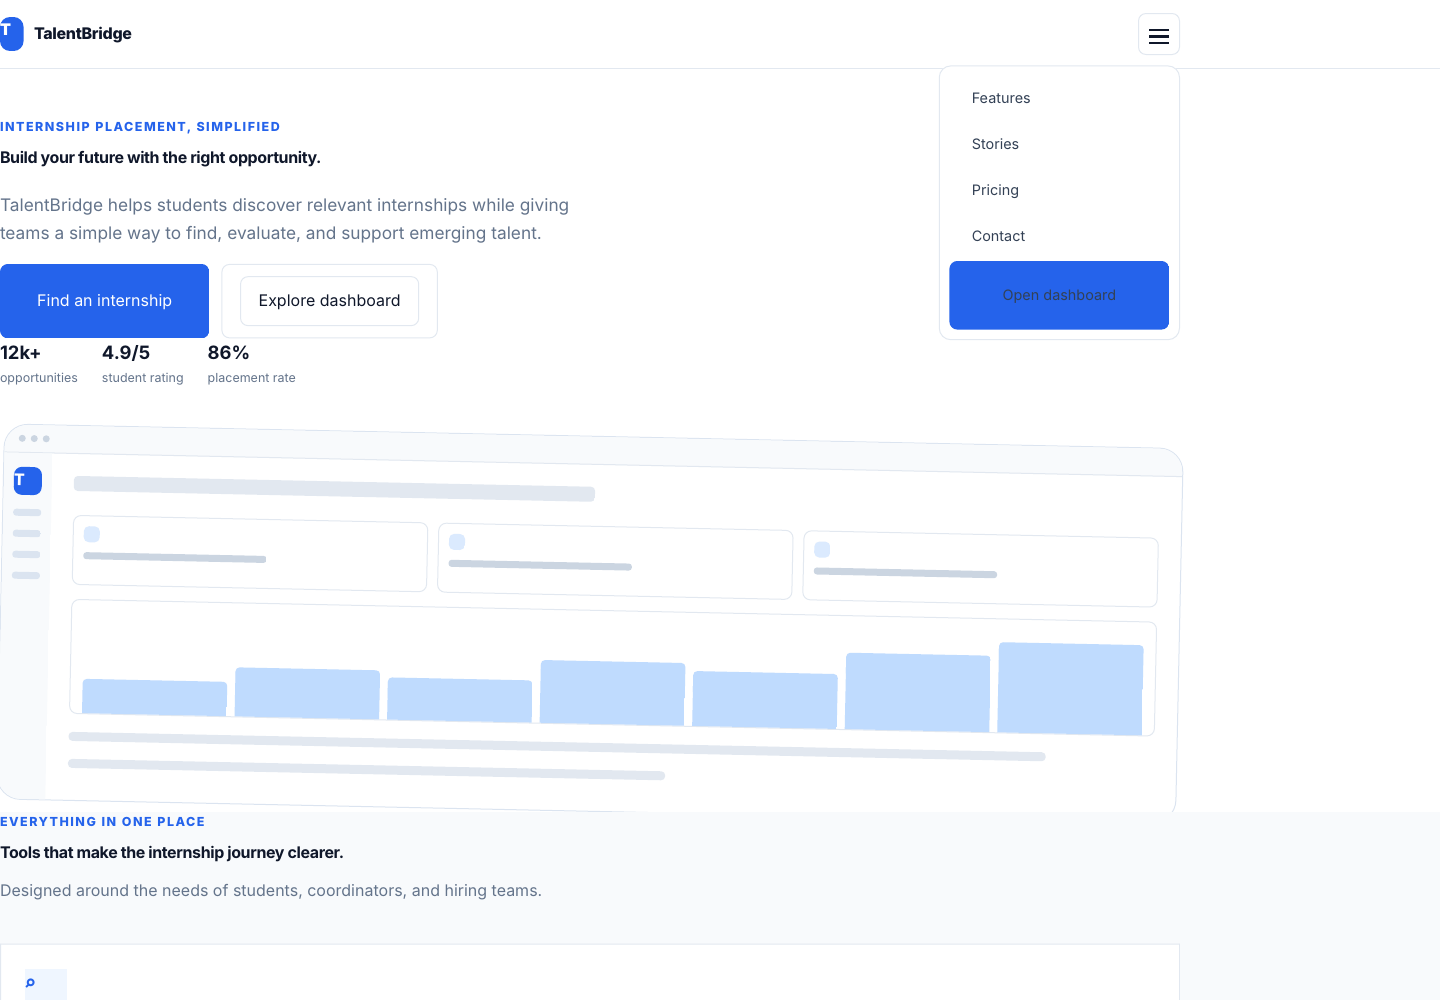 T TalentBridge
Features
Stories
Pricing
Contact
Open dashboard
INTERNSHIP PLACEMENT, SIMPLIFIED
Build your future with the right opportunity.
TalentBridge helps students discover relevant internships while giving
teams a simple way to find, evaluate, and support emerging talent.
Find an internship
Explore dashboard
12k+ 4.9/5 86%
opportunities student rating placement rate
T
EVERYTHING IN ONE PLACE
Tools that make the internship journey clearer.
Designed around the needs of students, coordinators, and hiring teams.